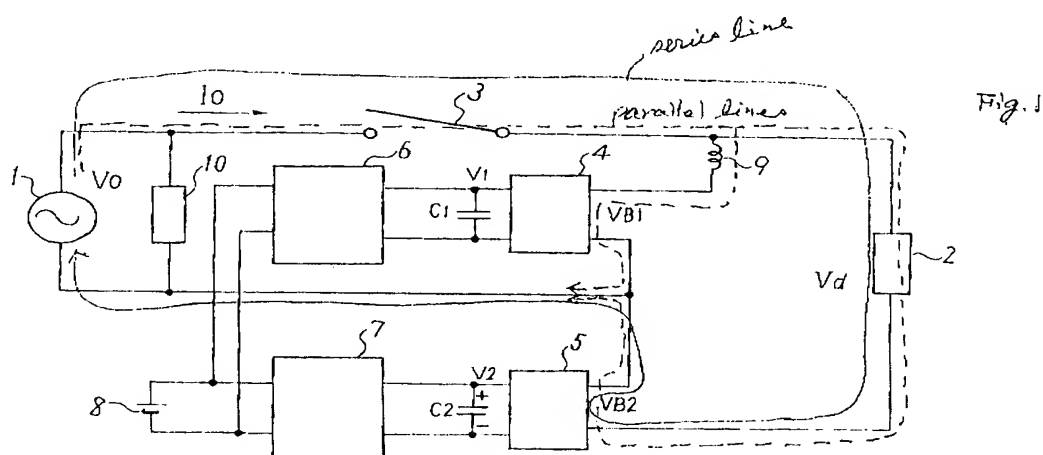 series line
Fig. 1
IO
3
parallel lines
1
VO
10
6
V1
C1
4
9
VB1
2
Vd
7
V2
C2
+
-
5
VB2
8